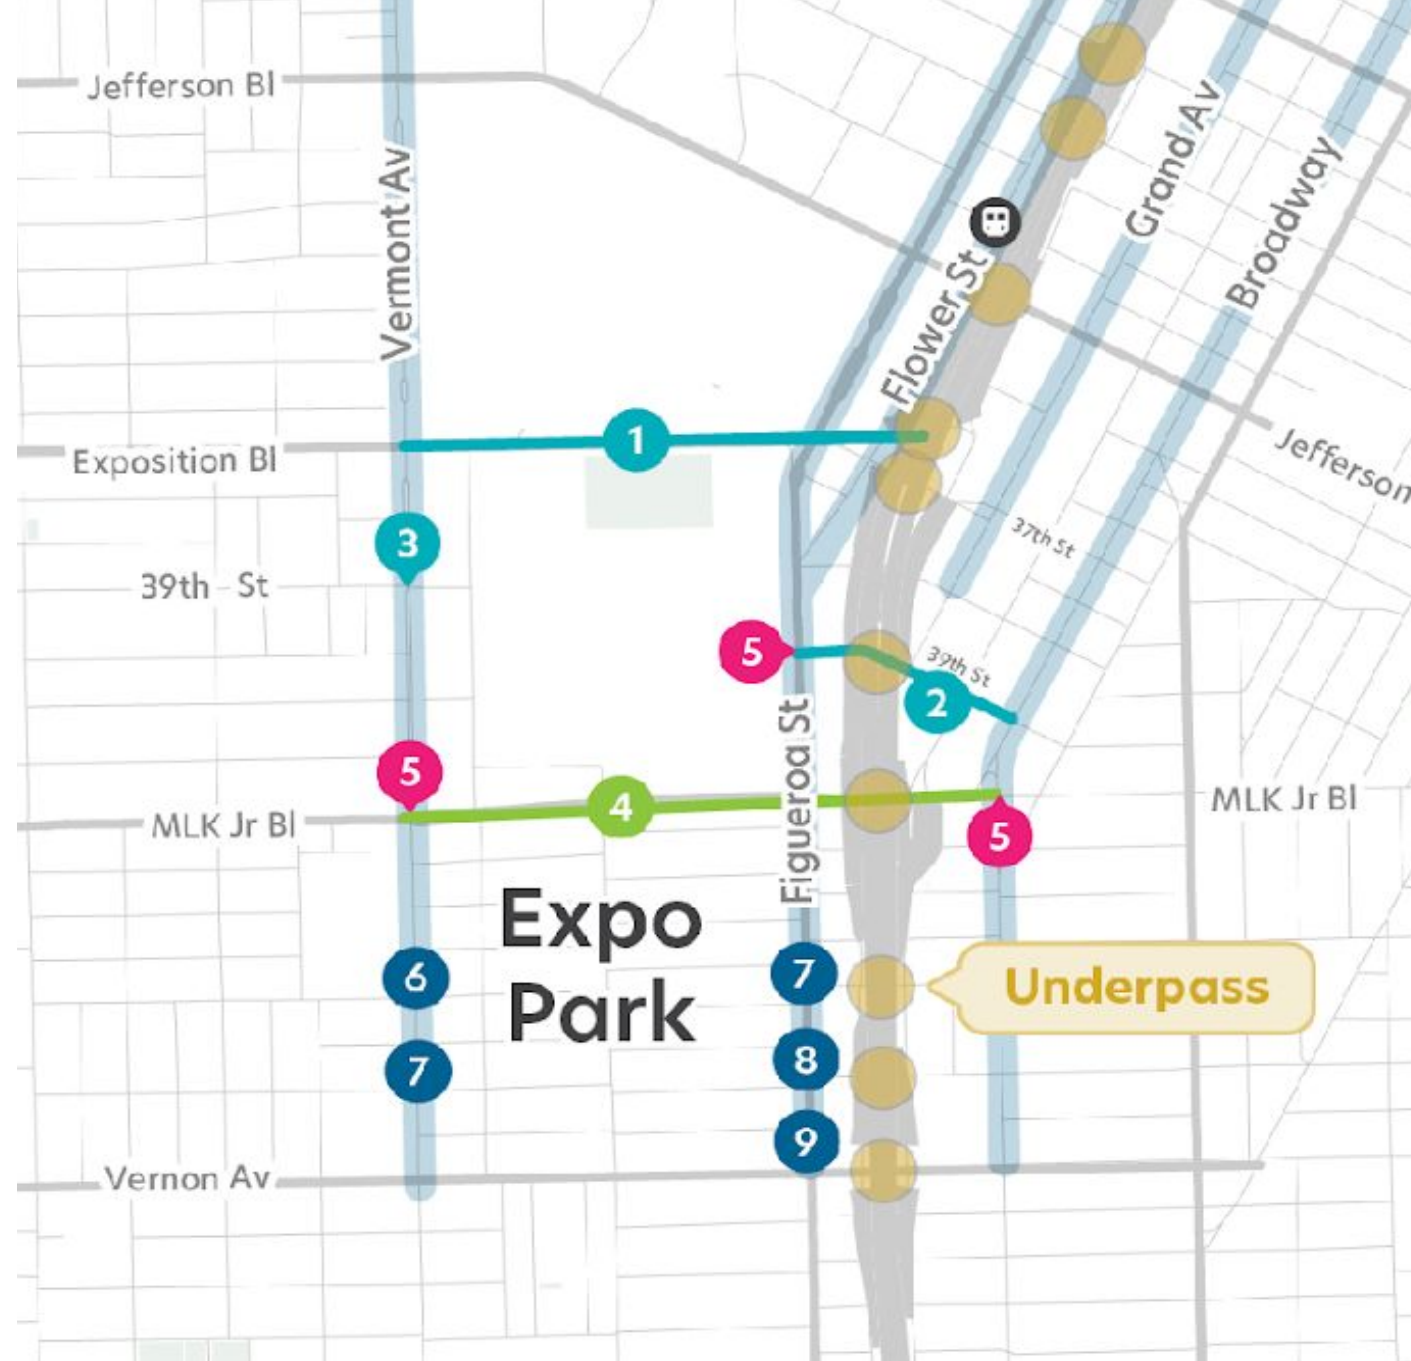 Jefferson Bl
Vermont Av
Grand Av
Broadway
Flower St
1
Exposition Bl
Jefferson
3
37th St
39th St
5
39th St
2
Figueroa St
5
4
MLK Jr Bl
MLK Jr Bl
5
Expo
Park
6
7
Underpass
7
8
9
Vernon Av